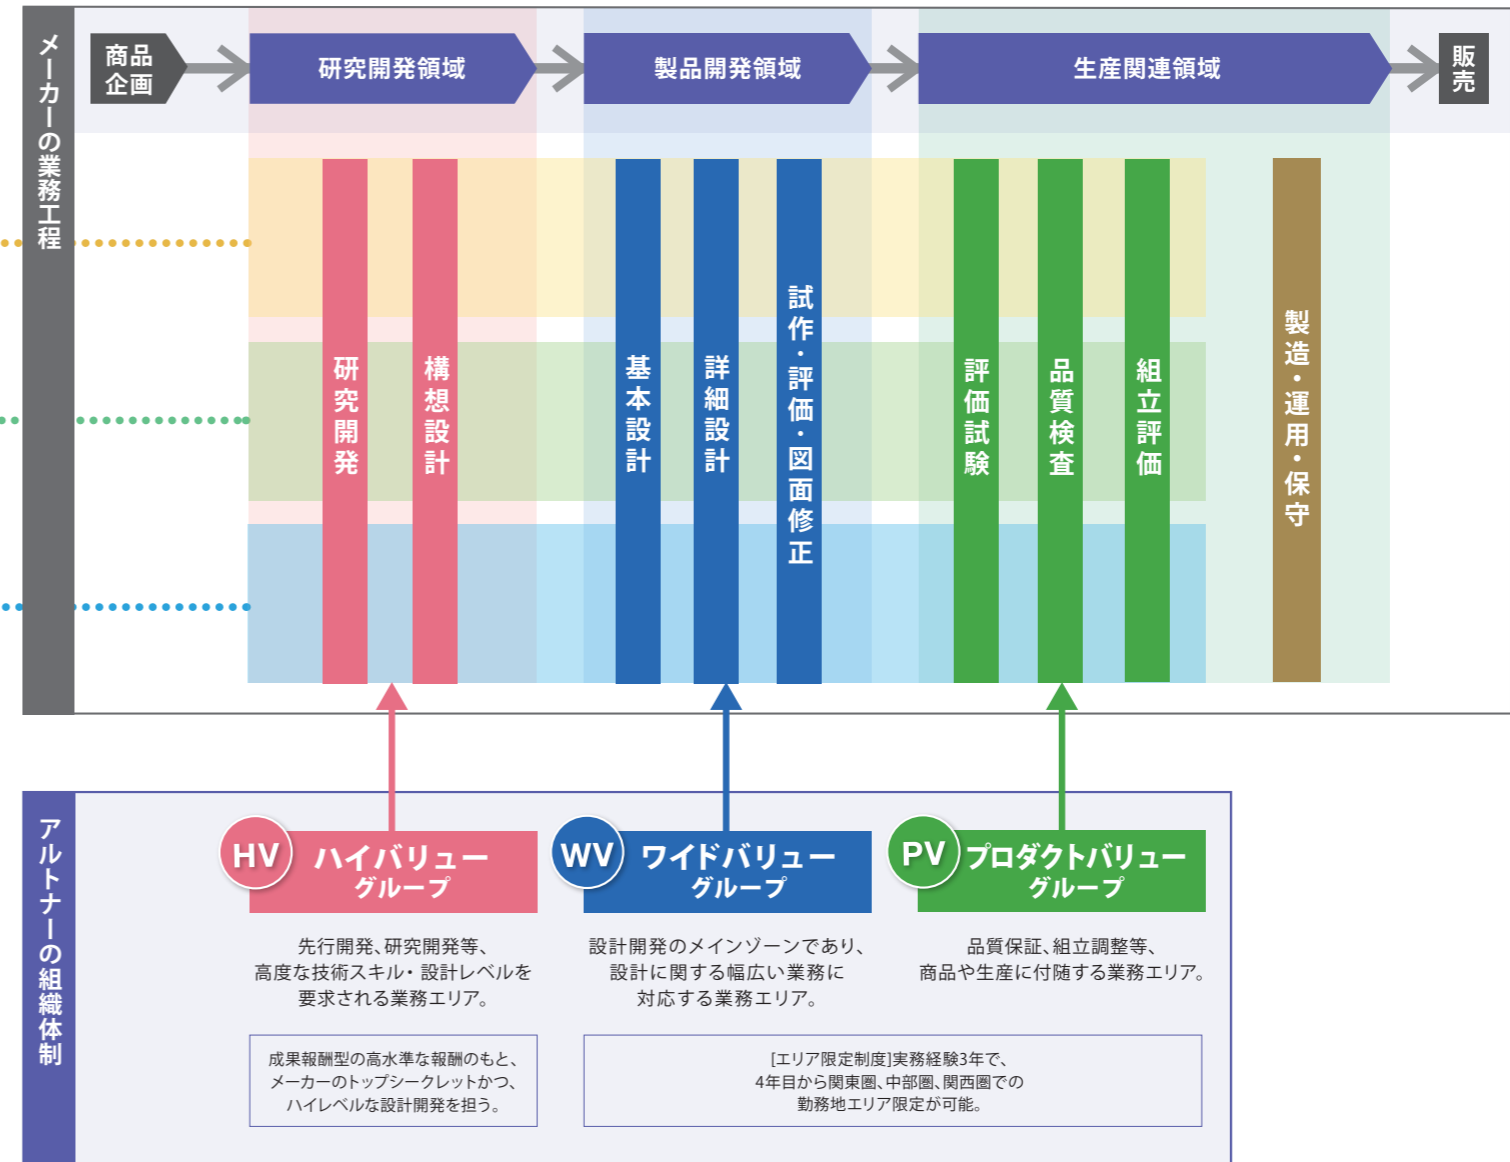 メーカーの業務工程
商品
企画
研究開発領域
製品開発領域
生産関連領域
販売
研究開発
構想設計
基本設計
詳細設計
試作・評価・図面修正
評価試験
品質検査
組立評価
製造・運用・保守
アルトナーの組織体制
HV
ハイバリュー
グループ
先行開発、研究開発等、
高度な技術スキル・設計レベルを
要求される業務エリア。
成果報酬型の高水準な報酬のもと、
メーカーのトップシークレットかつ、
ハイレベルな設計開発を担う。
WV
ワイドバリュー
グループ
設計開発のメインゾーンであり、
設計に関する幅広い業務に
対応する業務エリア。
PV
プロダクトバリュー
グループ
品質保証、組立調整等、
商品や生産に付随する業務エリア。
[エリア限定制度]実務経験3年で、
4年目から関東圏、中部圏、関西圏での
勤務地エリア限定が可能。